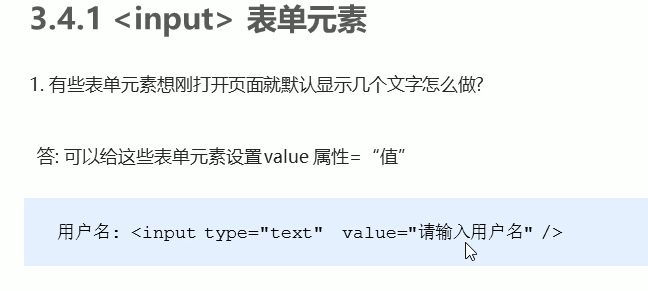 3.4.1 <input> 表单元素
1. 有些表单元素想刚打开页面就默认显示几个文字怎么做?
答: 可以给这些表单元素设置value 属性=“值”
用户名: <input type="text" value="请输入用户名" />